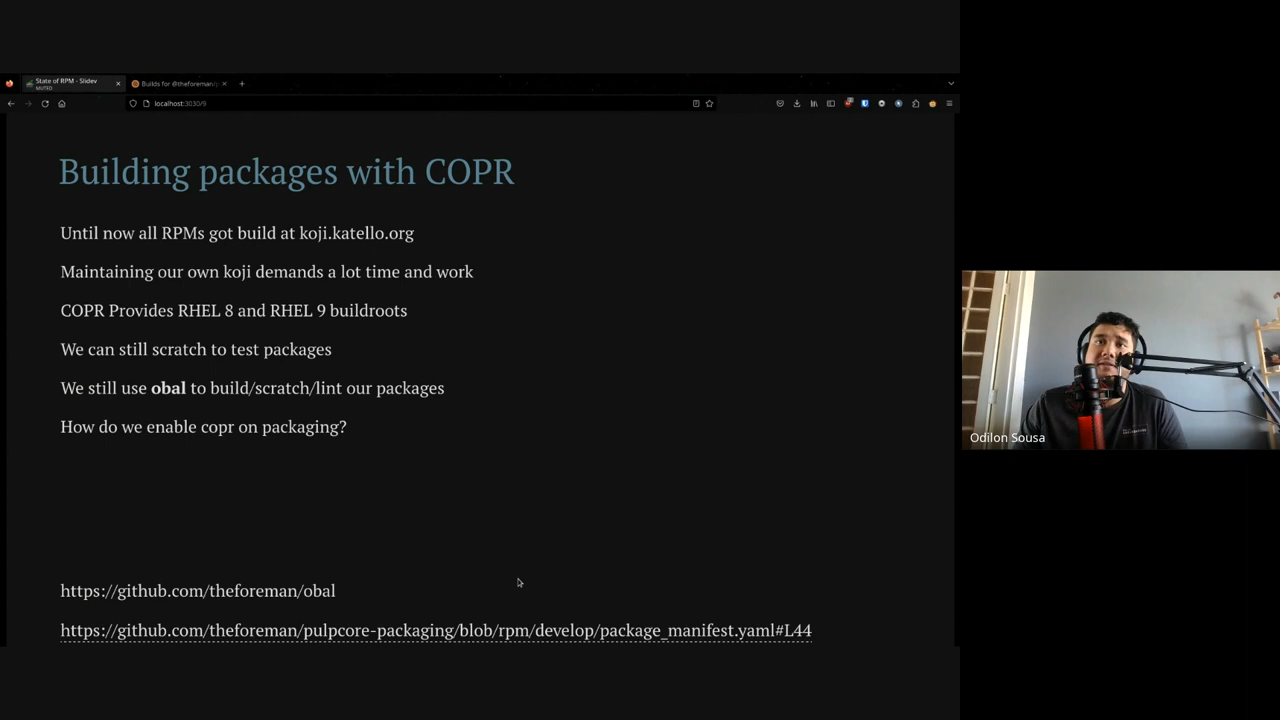 State of RPM - Slidev
MUTED
Builds for @theforeman/
localhost:3030/9
Building packages with COPR
Until now all RPMs got build at koji.katello.org
Maintaining our own koji demands a lot time and work
COPR Provides RHEL 8 and RHEL 9 buildroots
We can still scratch to test packages
We still use obal to build/scratch/lint our packages
How do we enable copr on packaging?
https://github.com/theforeman/obal
https://github.com/theforeman/pulpcore-packaging/blob/rpm/develop/package_manifest.yaml#L44
Odilon Sousa